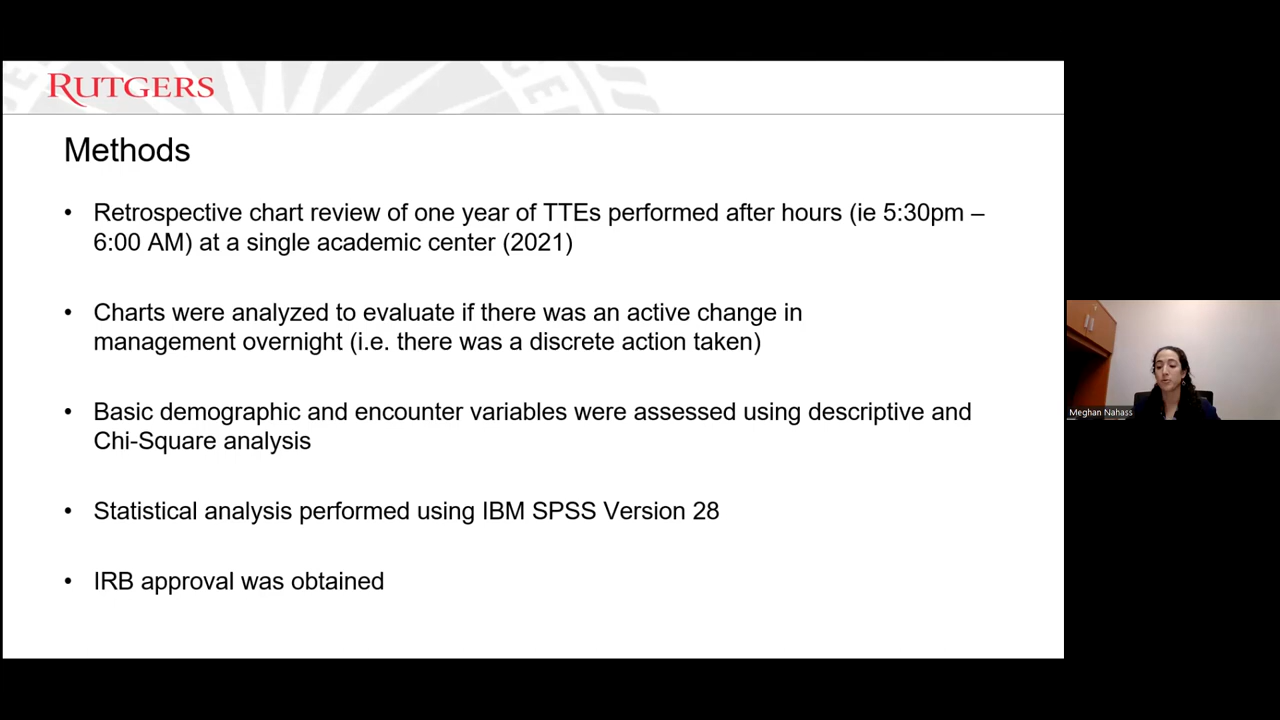 RUTGERS
Methods
• Retrospective chart review of one year of TTEs performed after hours (ie 5:30pm –
6:00 AM) at a single academic center (2021)
• Charts were analyzed to evaluate if there was an active change in
management overnight (i.e. there was a discrete action taken)
• Basic demographic and encounter variables were assessed using descriptive and
Chi-Square analysis
• Statistical analysis performed using IBM SPSS Version 28
• IRB approval was obtained
Meghan Nahass